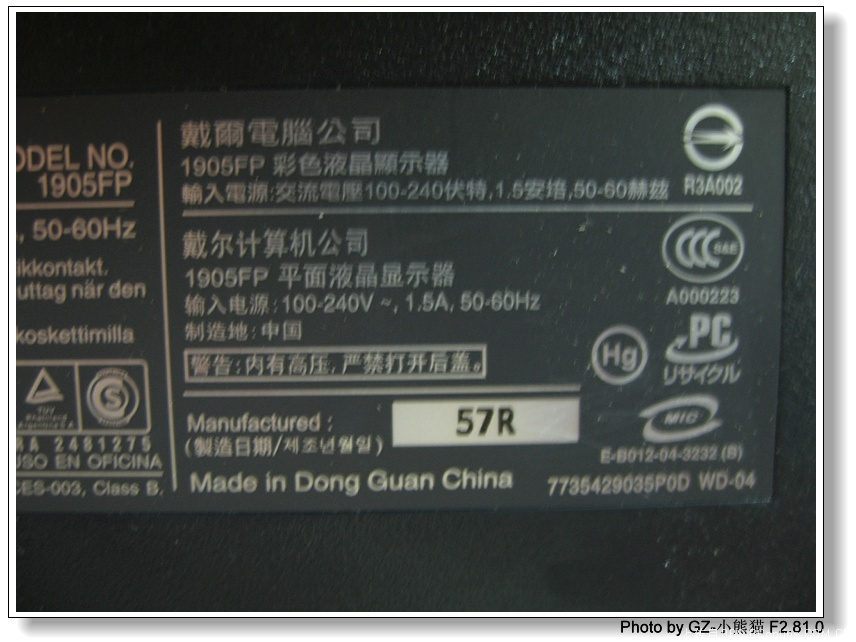 ODEL NO.
1905FP
, 50-60Hz
ikkontakt.
uttag när den
koskettimilla
TUV
Rheinland
S
RA 2481275
USO EN OFICINA
CES-003, Class B.
戴爾電腦公司
1905FP 彩色液晶顯示器
輸入電源:交流電壓100-240伏特,1.5安培,50-60赫兹
R3A002
戴尔计算机公司
1905FP 平面液晶显示器
输入电源:100-240V ~, 1.5A, 50-60Hz
制造地:中国
警告:内有高压,严禁打开后盖。
CCC S&E
A000223
Hg
PC
リサイクル
Manufactured :
57R
(製造日期/제조년월일)
MIC
E-B012-04-3232 (B)
Made in Dong Guan China
7735429035P0D WD-04
Photo by GZ-小熊猫 F2.81.0